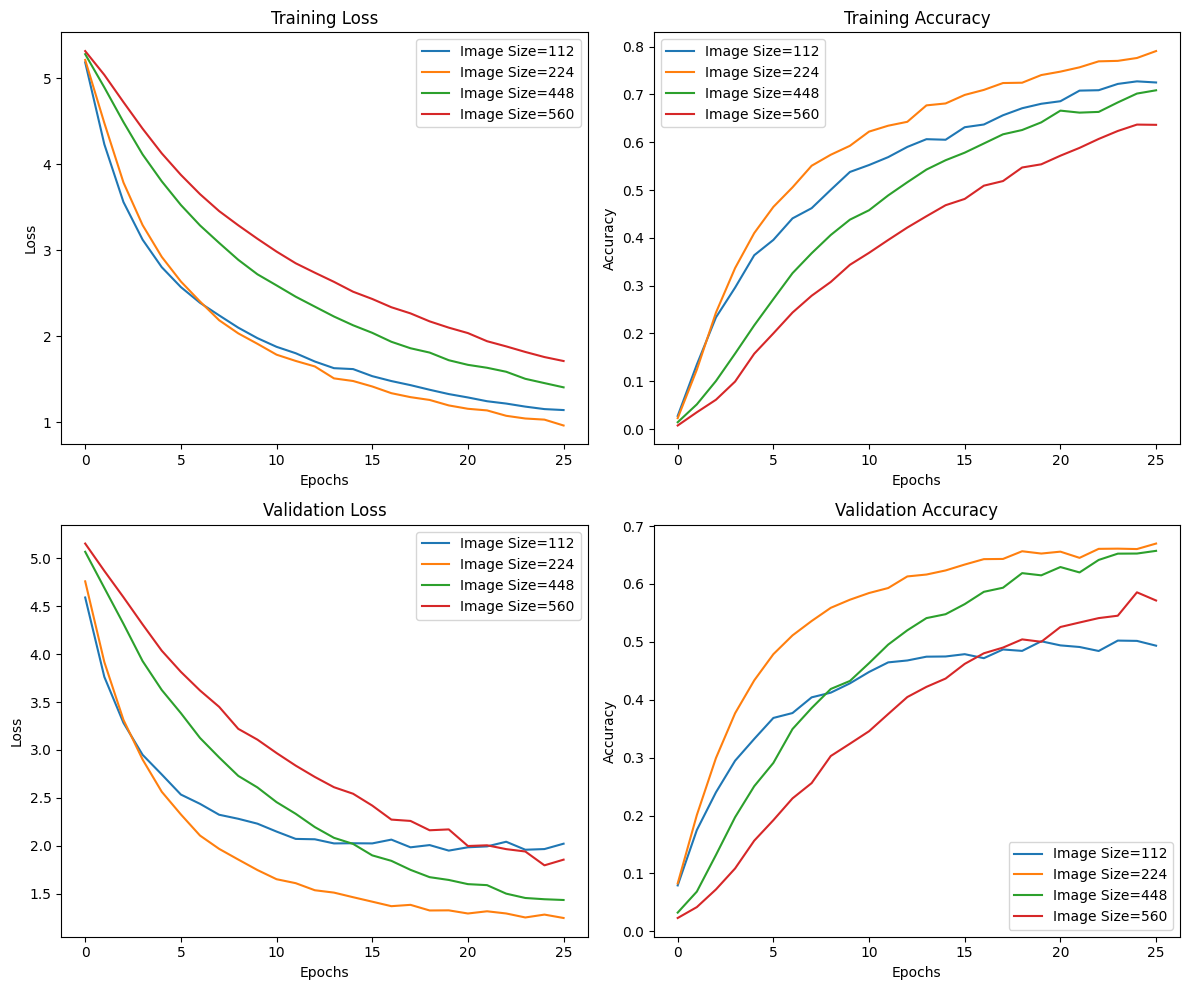 Training Loss
Image Size=112
Image Size=224
Image Size=448
Image Size=560
5
4
3
2
1
Loss
0 5 10 15 20 25
Epochs
Training Accuracy
Image Size=112
Image Size=224
Image Size=448
Image Size=560
0.8
0.7
0.6
0.5
0.4
0.3
0.2
0.1
0.0
Accuracy
0 5 10 15 20 25
Epochs
Validation Loss
Image Size=112
Image Size=224
Image Size=448
Image Size=560
5.0
4.5
4.0
3.5
3.0
2.5
2.0
1.5
Loss
0 5 10 15 20 25
Epochs
Validation Accuracy
0.7
0.6
0.5
0.4
0.3
0.2
0.1
0.0
Accuracy
Image Size=112
Image Size=224
Image Size=448
Image Size=560
0 5 10 15 20 25
Epochs